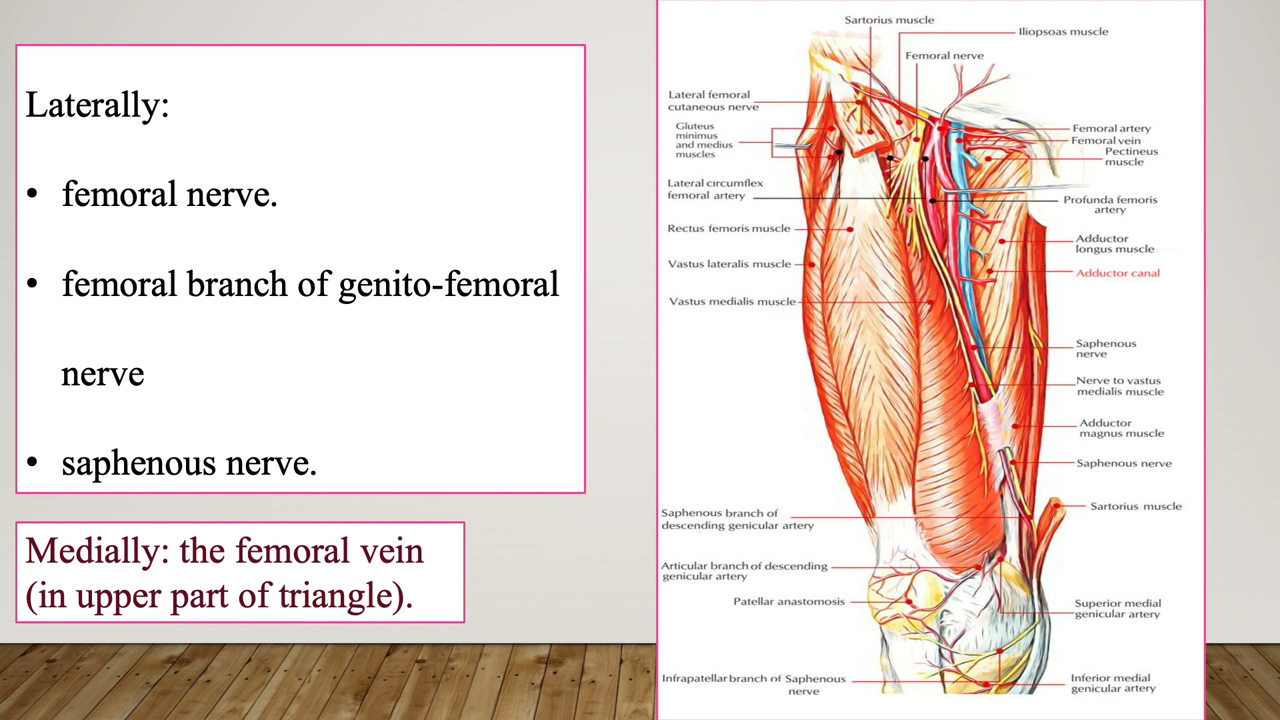 Laterally:
• femoral nerve.
• femoral branch of genito-femoral
nerve
• saphenous nerve.
Medially: the femoral vein
(in upper part of triangle).
Sartorius muscle
Iliopsoas muscle
Femoral nerve
Lateral femoral
cutaneous nerve
Gluteus
minimus
and medius
muscles
Lateral circumflex
femoral artery
Rectus femoris muscle
Vastus lateralis muscle
Vastus medialis muscle
Femoral artery
Femoral vein
Pectineus
muscle
Profunda femoris
artery
Adductor
longus muscle
Adductor canal
Saphenous
nerve
Nerve to vastus
medialis muscle
Adductor
magnus muscle
Saphenous nerve
Sartorius muscle
Saphenous branch of
descending genicular artery
Articular branch of descending
genicular artery
Patellar anastomosis
Superior medial
genicular artery
Infrapatellar branch of Saphenous
nerve
Inferior medial
genicular artery